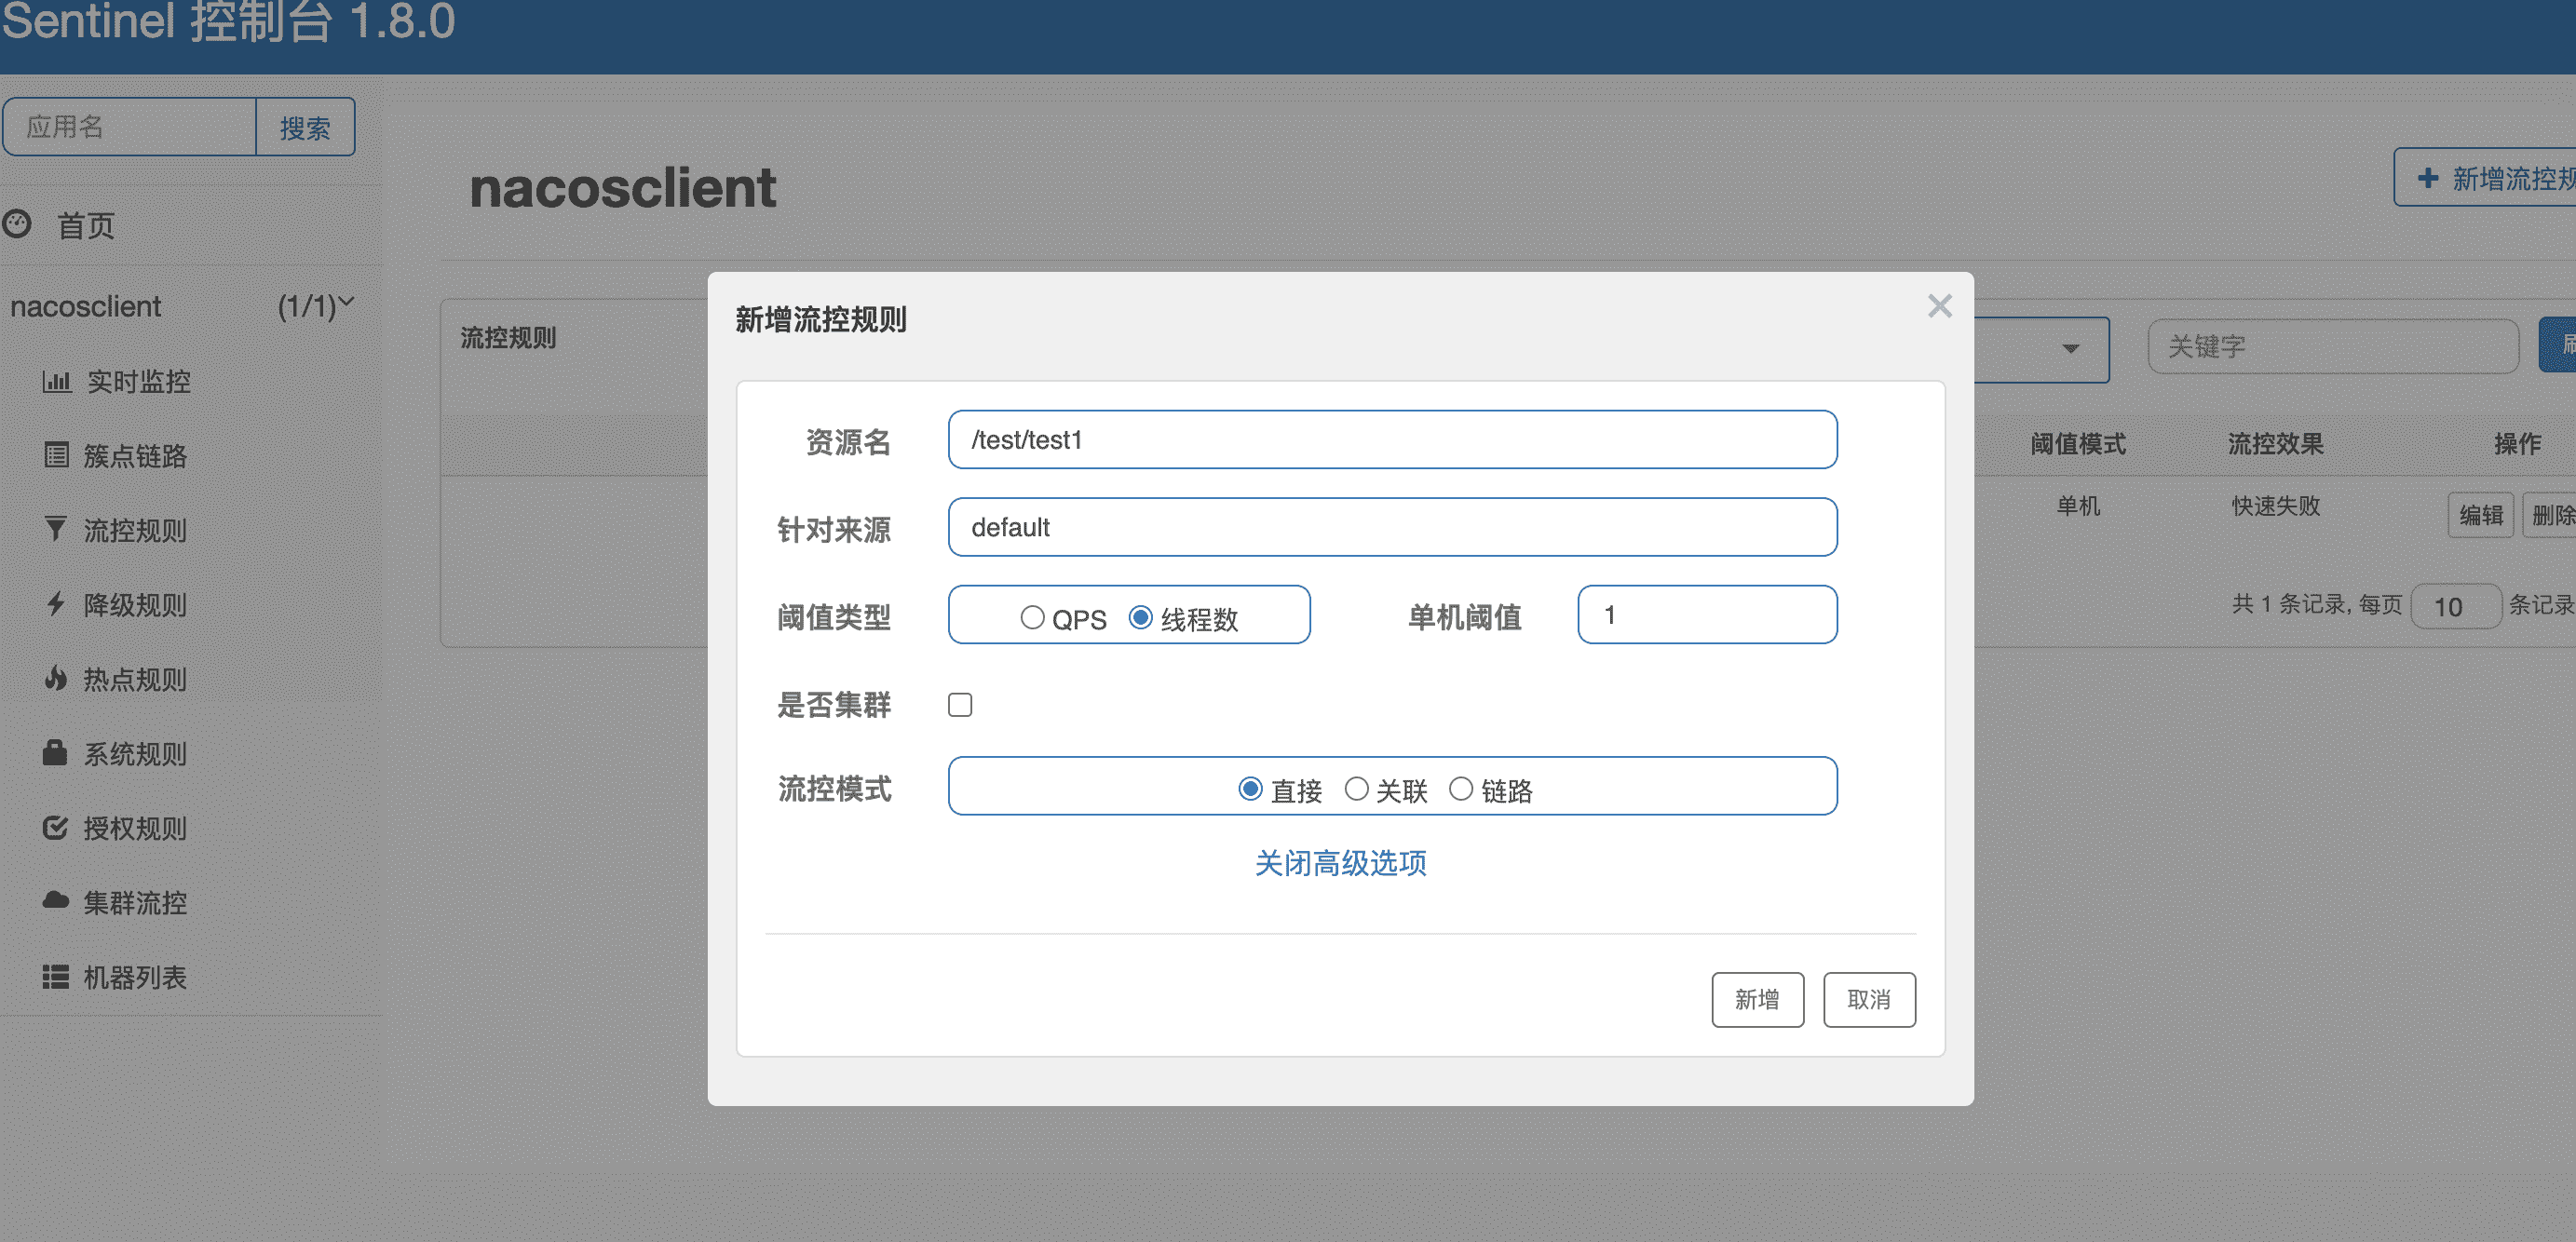 Sentinel 控制台 1.8.0
应用名 搜索
首页
nacosclient (1/1)
实时监控
簇点链路
流控规则
降级规则
热点规则
系统规则
授权规则
集群流控
机器列表
nacosclient
新增流控规
流控规则
关键字
阈值模式 流控效果 操作
单机 快速失败 编辑 删除
共 1 条记录, 每页 10 条记录
新增流控规则
资源名 /test/test1
针对来源 default
阈值类型 QPS 线程数 单机阈值 1
是否集群
流控模式 直接 关联 链路
关闭高级选项
新增 取消